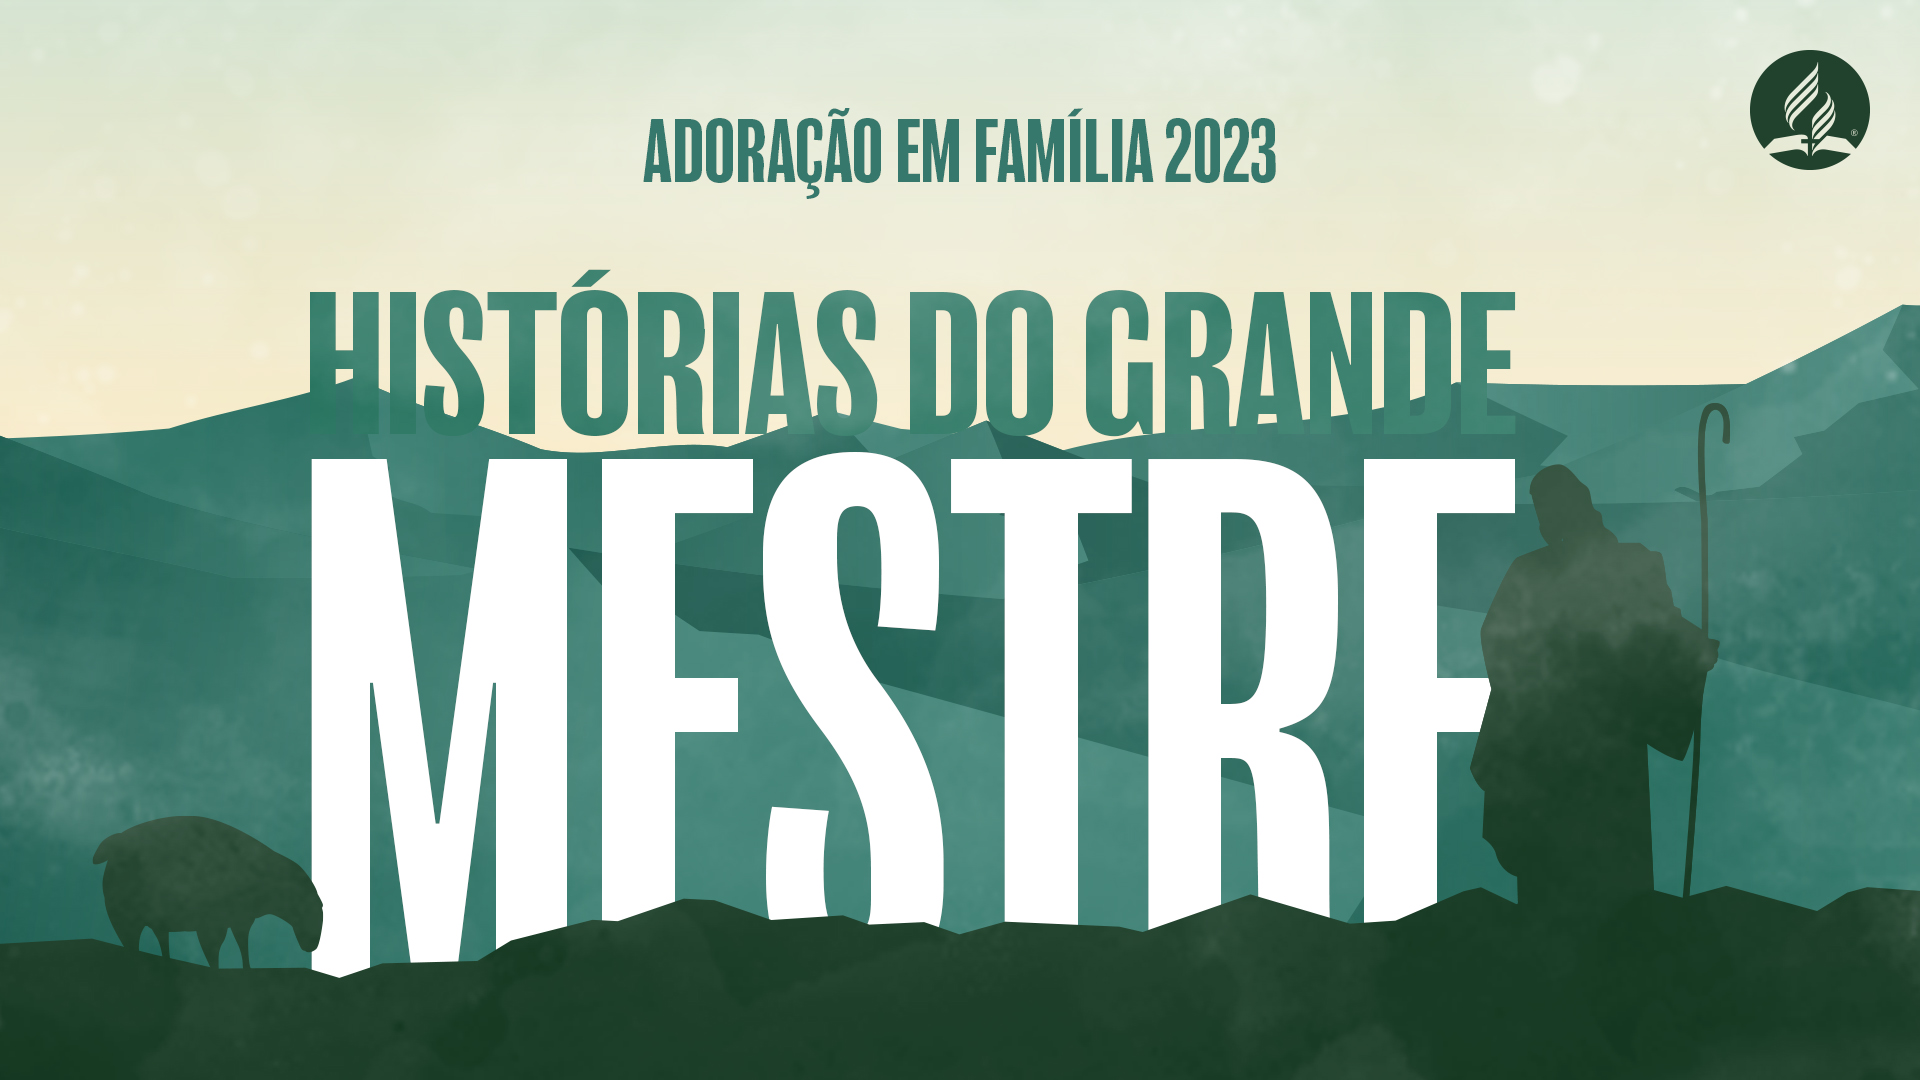 ADORAÇÃO EM FAMÍLIA 2023
®
HISTÓRIAS DO GRANDE
MESTRE